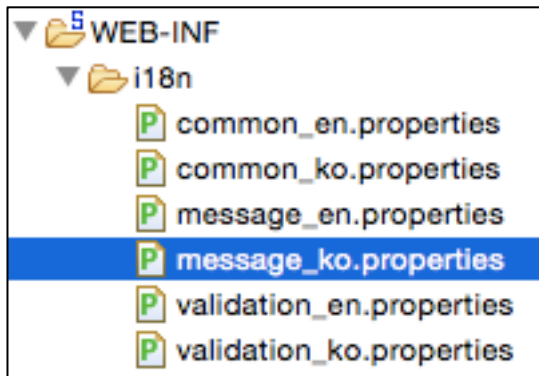 WEB-INF
i18n
common_en.properties
common_ko.properties
message_en.properties
message_ko.properties
validation_en.properties
validation_ko.properties